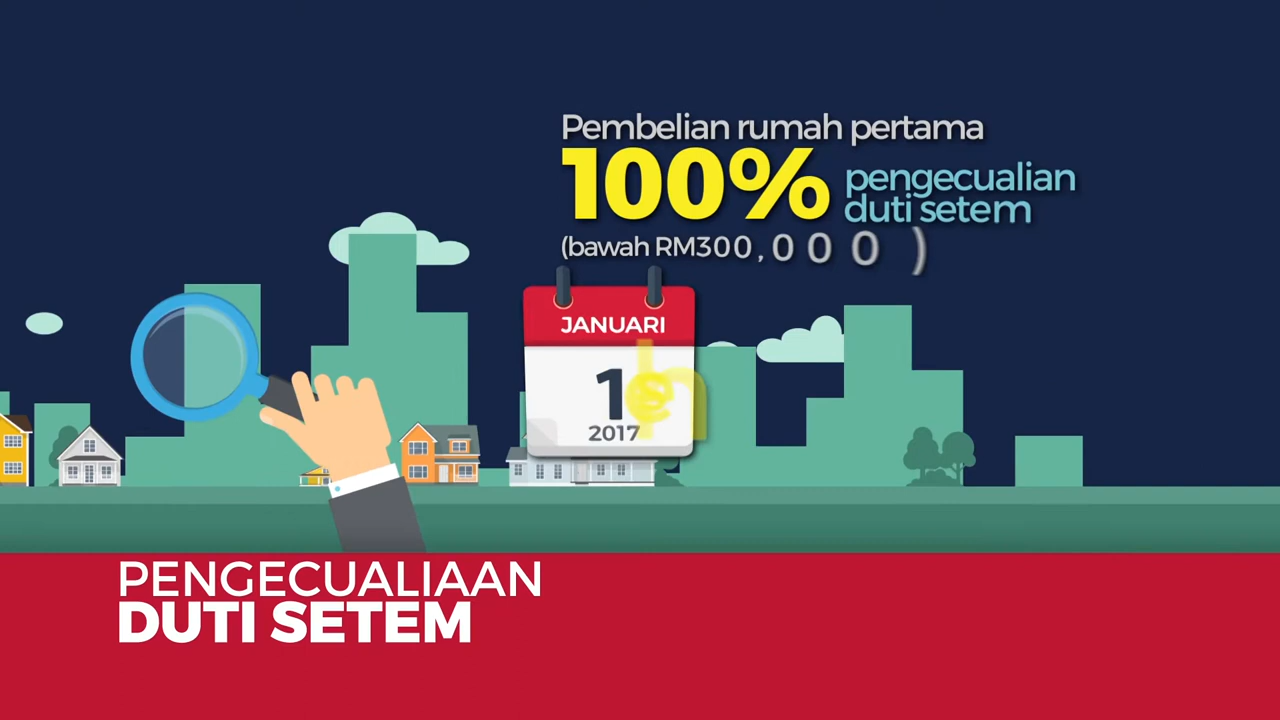 Pembelian rumah pertama
100% pengecualian
duti setem
(bawah RM300,000)
JANUARI
1
2017
PENGECUALIAAN
DUTI SETEM